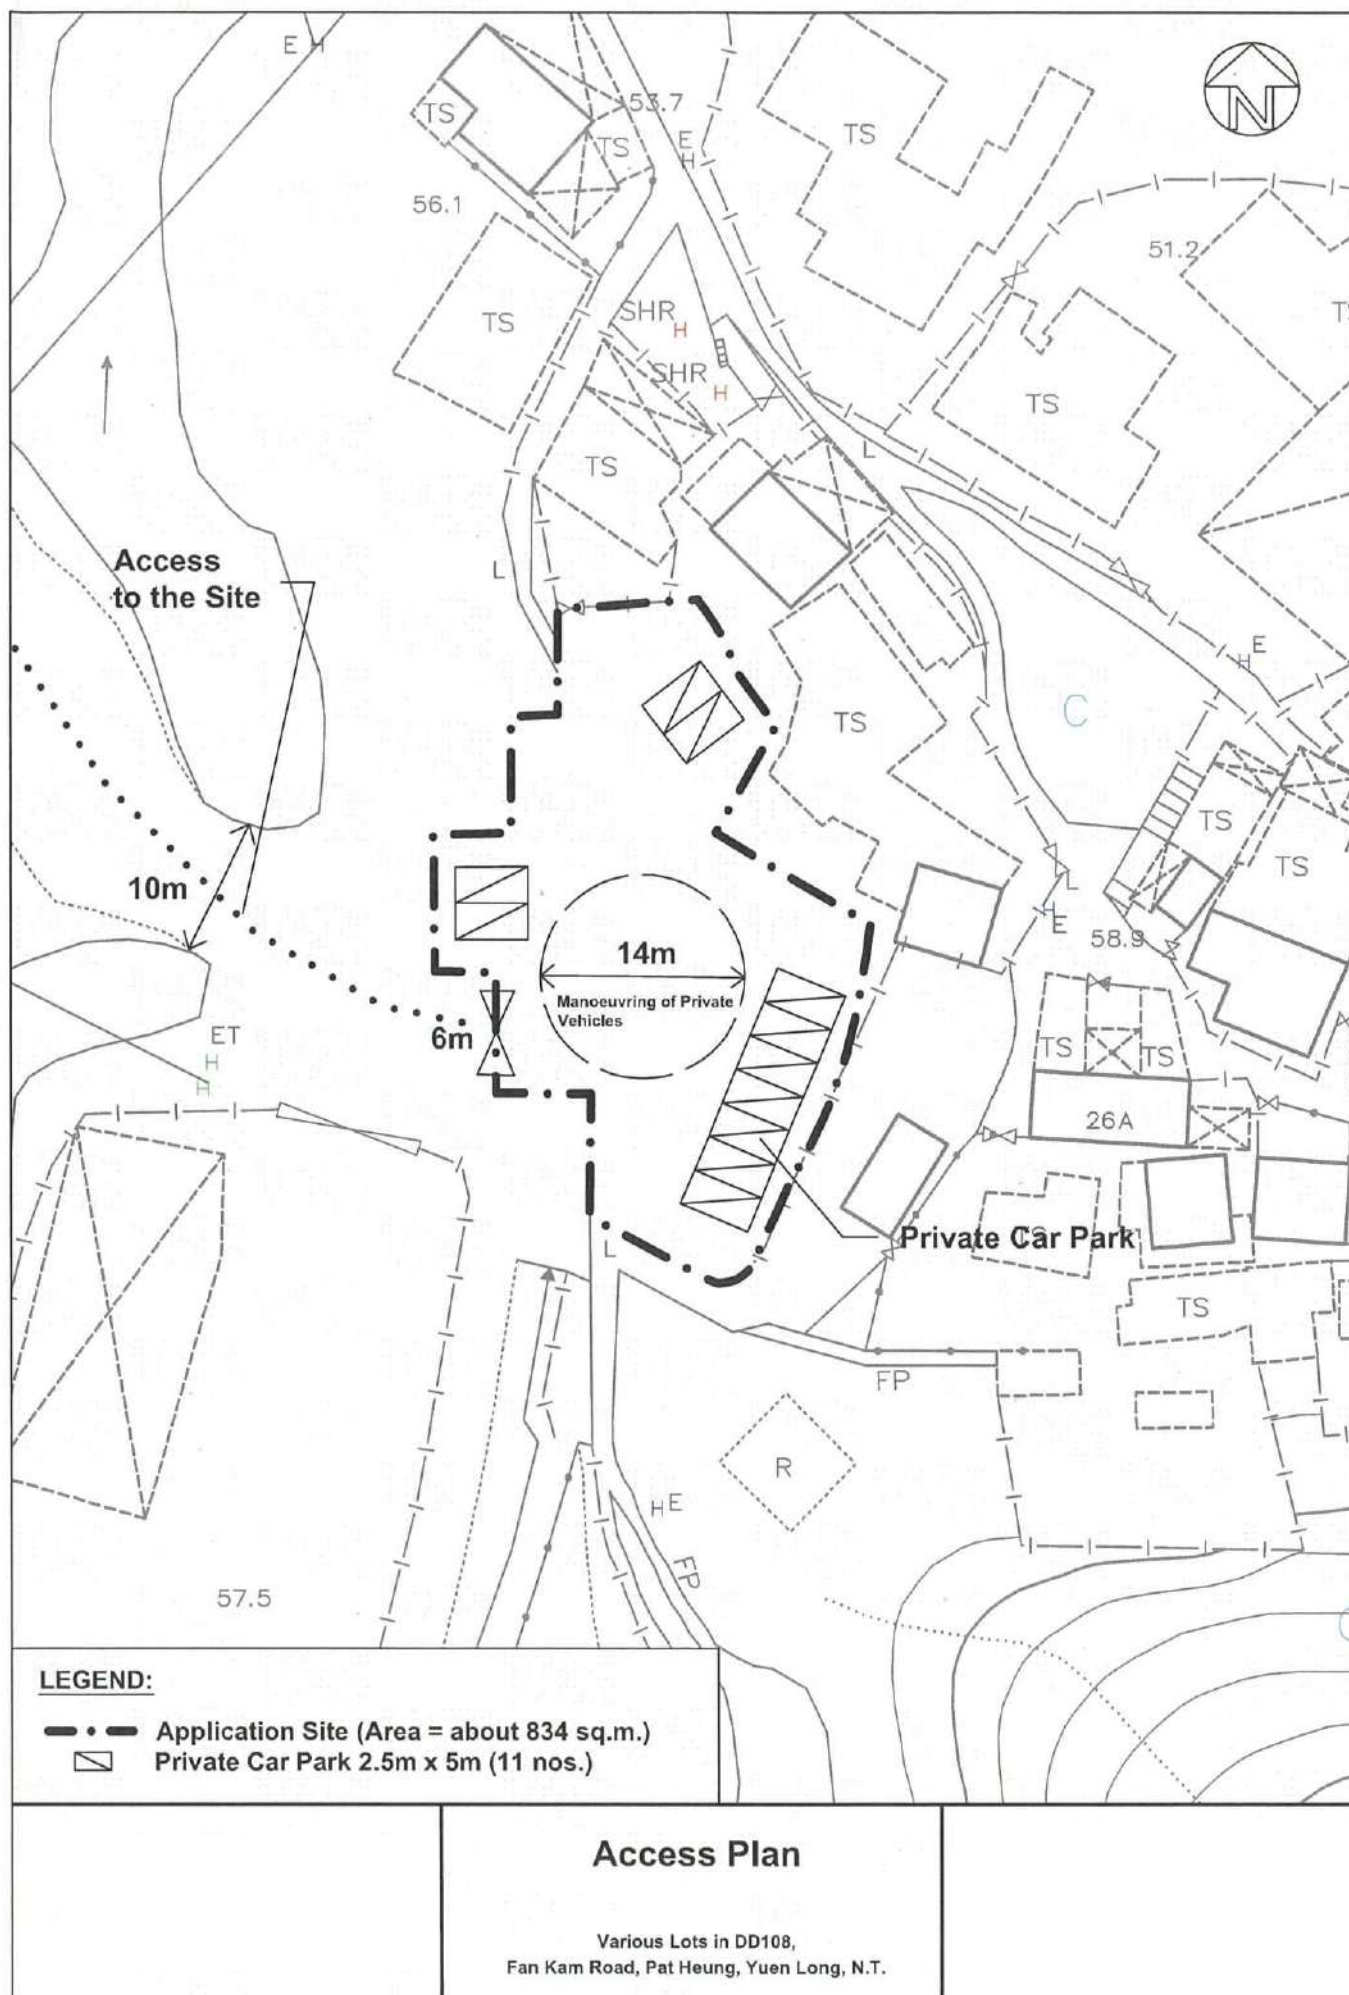 E H
N
53.7
TS
TS
E
H
TS
56.1
51.2
SHR
H
TS
SHR
H
TS
L
TS
Access
to the Site
L
E
H
C
TS
TS
TS
10m
L
H
E
58.9
14m
Manoeuvring of Private
Vehicles
6m
ET
H
H
TS
TS
26A
Private Car Park
TS
L
TS
FP
R
H E
FP
57.5
LEGEND:
Application Site (Area = about 834 sq.m.)
Private Car Park 2.5m x 5m (11 nos.)
Access Plan
Various Lots in DD108,
Fan Kam Road, Pat Heung, Yuen Long, N.T.